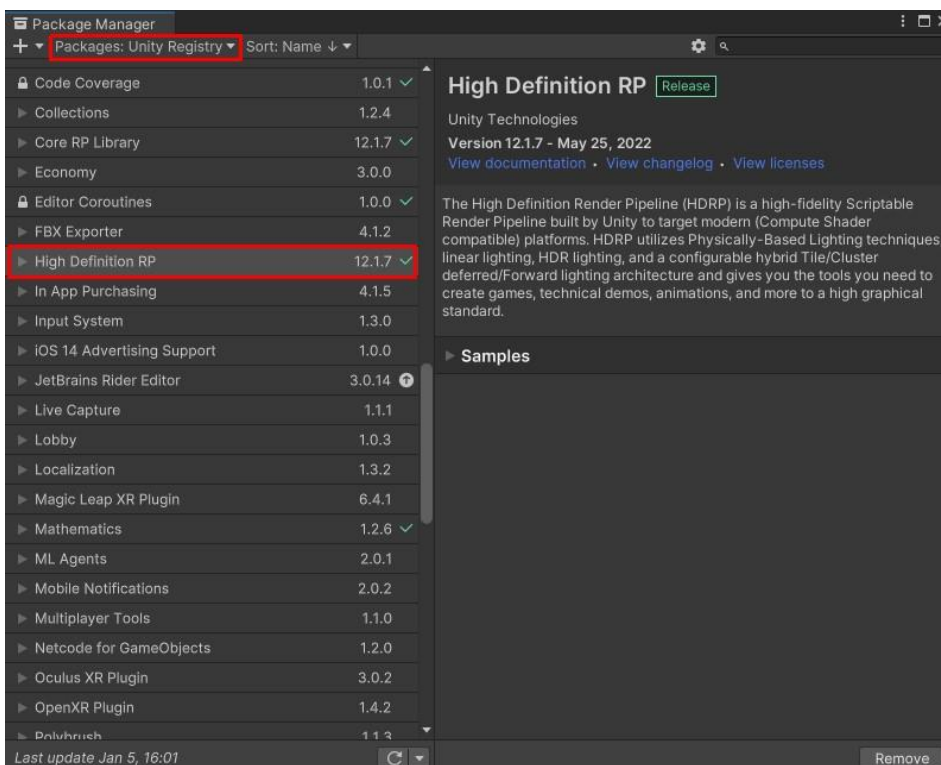 Package Manager
Packages: Unity Registry Sort: Name ↓
Code Coverage 1.0.1
Collections 1.2.4
Core RP Library 12.1.7
Economy 3.0.0
Editor Coroutines 1.0.0
FBX Exporter 4.1.2
High Definition RP 12.1.7
In App Purchasing 4.1.5
Input System 1.3.0
iOS 14 Advertising Support 1.0.0
JetBrains Rider Editor 3.0.14
Live Capture 1.1.1
Lobby 1.0.3
Localization 1.3.2
Magic Leap XR Plugin 6.4.1
Mathematics 1.2.6
ML Agents 2.0.1
Mobile Notifications 2.0.2
Multiplayer Tools 1.1.0
Netcode for GameObjects 1.2.0
Oculus XR Plugin 3.0.2
OpenXR Plugin 1.4.2
Polybrush 1.1.3
Last update Jan 5, 16:01
High Definition RP Release
Unity Technologies
Version 12.1.7 - May 25, 2022
View documentation • View changelog • View licenses
The High Definition Render Pipeline (HDRP) is a high-fidelity Scriptable
Render Pipeline built by Unity to target modern (Compute Shader
compatible) platforms. HDRP utilizes Physically-Based Lighting techniques,
linear lighting, HDR lighting, and a configurable hybrid Tile/Cluster
deferred/Forward lighting architecture and gives you the tools you need to
create games, technical demos, animations, and more to a high graphical
standard.
Samples
Remove